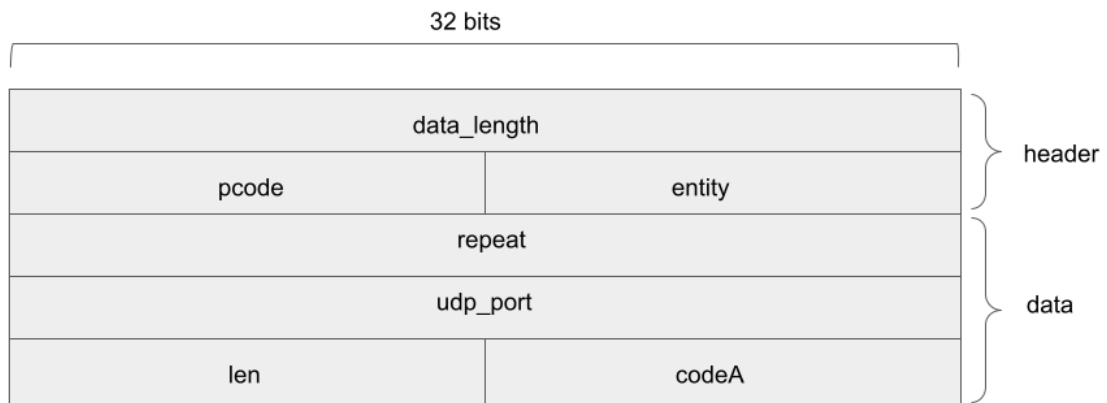 32 bits
data_length
header
pcode entity
repeat
udp_port
data
len codeA